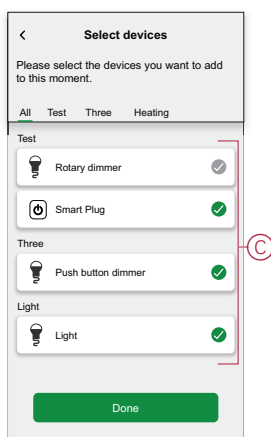 Select devices
Please select the devices you want to add
to this moment.
All Test Three Heating
Test
Rotary dimmer
Smart Plug
Three
Push button dimmer
Light
Light
Done
C